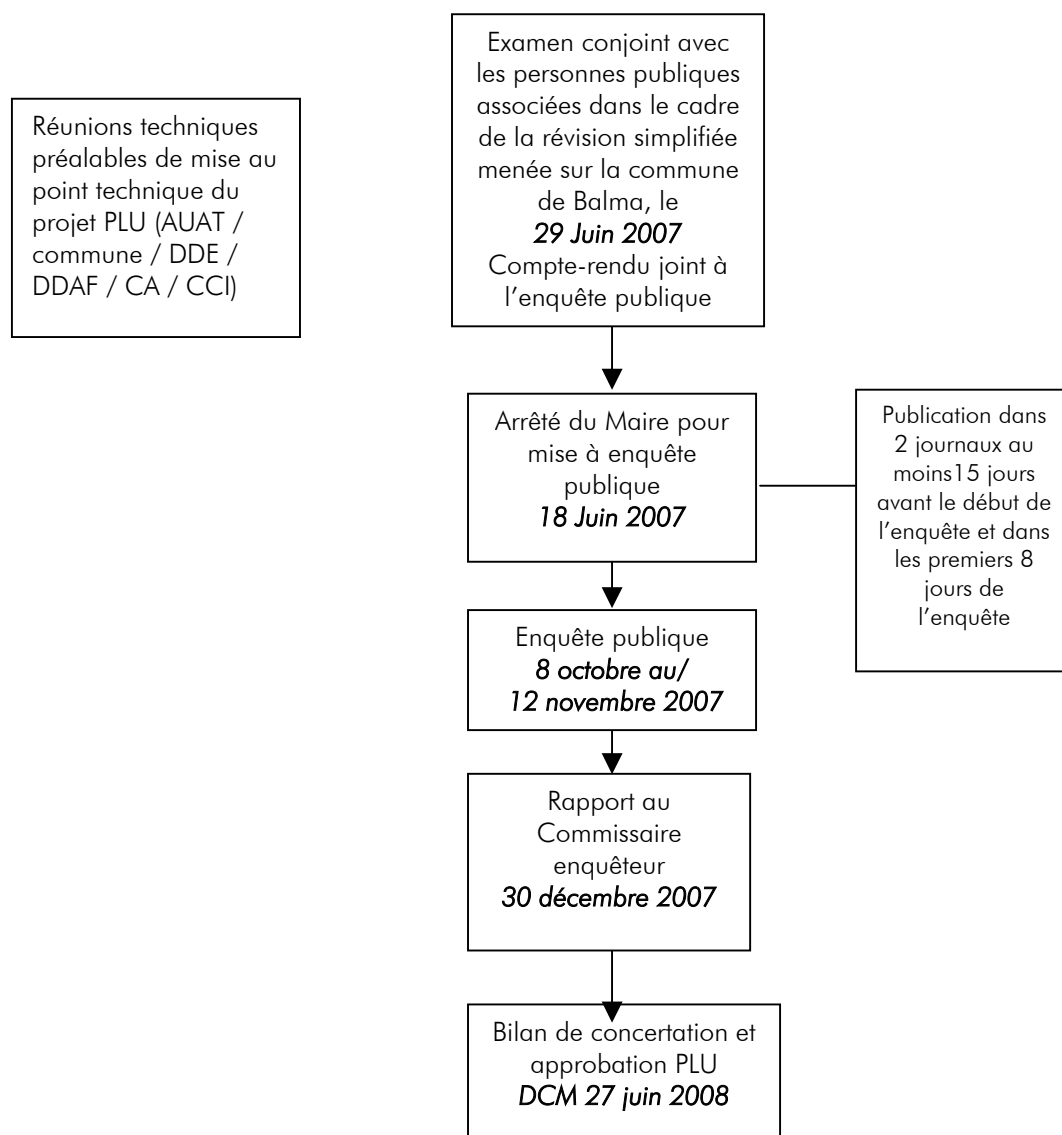 Réunions techniques
préalables de mise au
point technique du
projet PLU (AUAT /
commune / DDE /
DDAF / CA / CCI)
Examen conjoint avec
les personnes publiques
associées dans le cadre
de la révision simplifiée
menée sur la commune
de Balma, le
29 Juin 2007
Compte-rendu joint à
l’enquête publique
Arrêté du Maire pour
mise à enquête
publique
18 Juin 2007
Publication dans
2 journaux au
moins15 jours
avant le début de
l’enquête et dans
les premiers 8
jours de
l’enquête
Enquête publique
8 octobre au/
12 novembre 2007
Rapport au
Commissaire
enquêteur
30 décembre 2007
Bilan de concertation et
approbation PLU
DCM 27 juin 2008